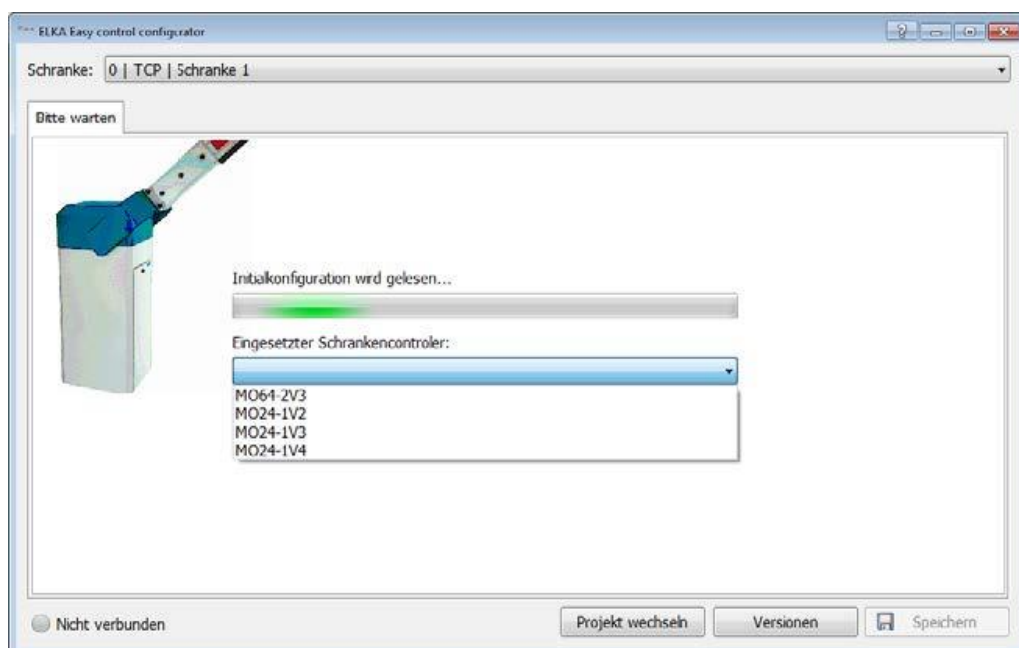 ELKA Easy control configurator
Schranke: 0 | TCP | Schranke 1
Bitte warten
Initialkonfiguration wird gelesen...
Eingesetzter Schrankencontroler:
MO64-2V3
MO24-1V2
MO24-1V3
MO24-1V4
Nicht verbunden
Projekt wechseln
Versionen
Speichern